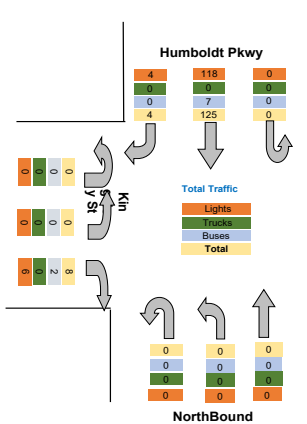 Humboldt Pkwy
4 118 0
0 0 0
0 7 0
4 125 0
0 0 0 0
Kin
g
y St
0 0 0 0
6 0 2 8
Total Traffic
Lights
Trucks
Buses
Total
0 0 0
0 0 0
0 0 0
0 0 0
NorthBound